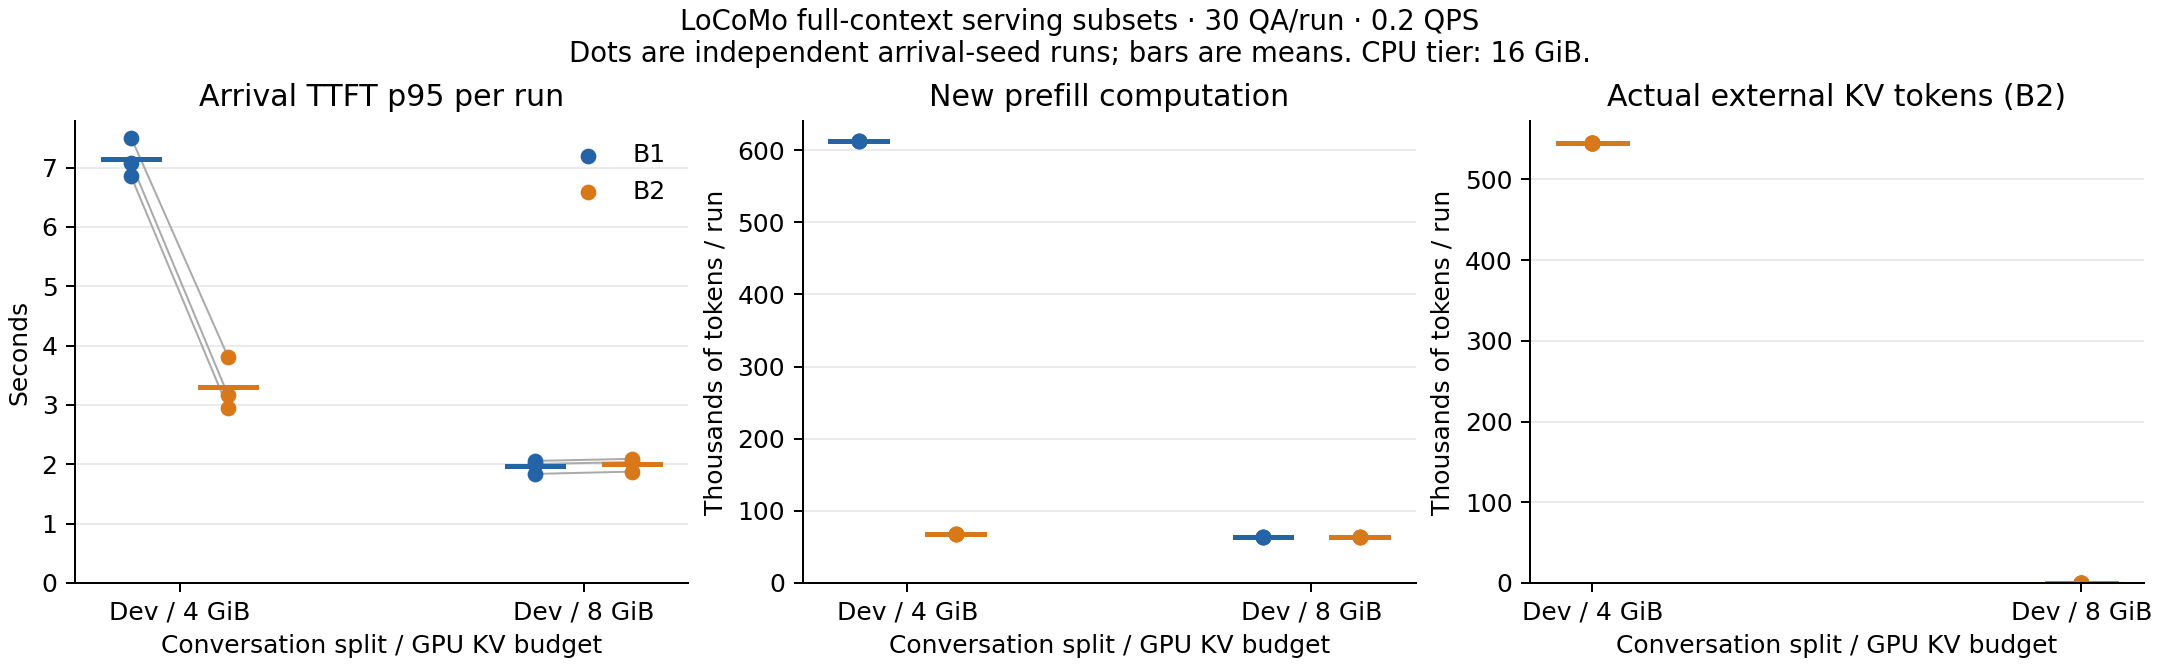 LoCoMo full-context serving subsets · 30 QA/run · 0.2 QPS
Dots are independent arrival-seed runs; bars are means. CPU tier: 16 GiB.
Arrival TTFT p95 per run
Seconds
7
6
5
4
3
2
1
0
B1
B2
Dev / 4 GiB
Dev / 8 GiB
Conversation split / GPU KV budget
New prefill computation
Thousands of tokens / run
600
500
400
300
200
100
0
Dev / 4 GiB
Dev / 8 GiB
Conversation split / GPU KV budget
Actual external KV tokens (B2)
Thousands of tokens / run
500
400
300
200
100
0
Dev / 4 GiB
Dev / 8 GiB
Conversation split / GPU KV budget